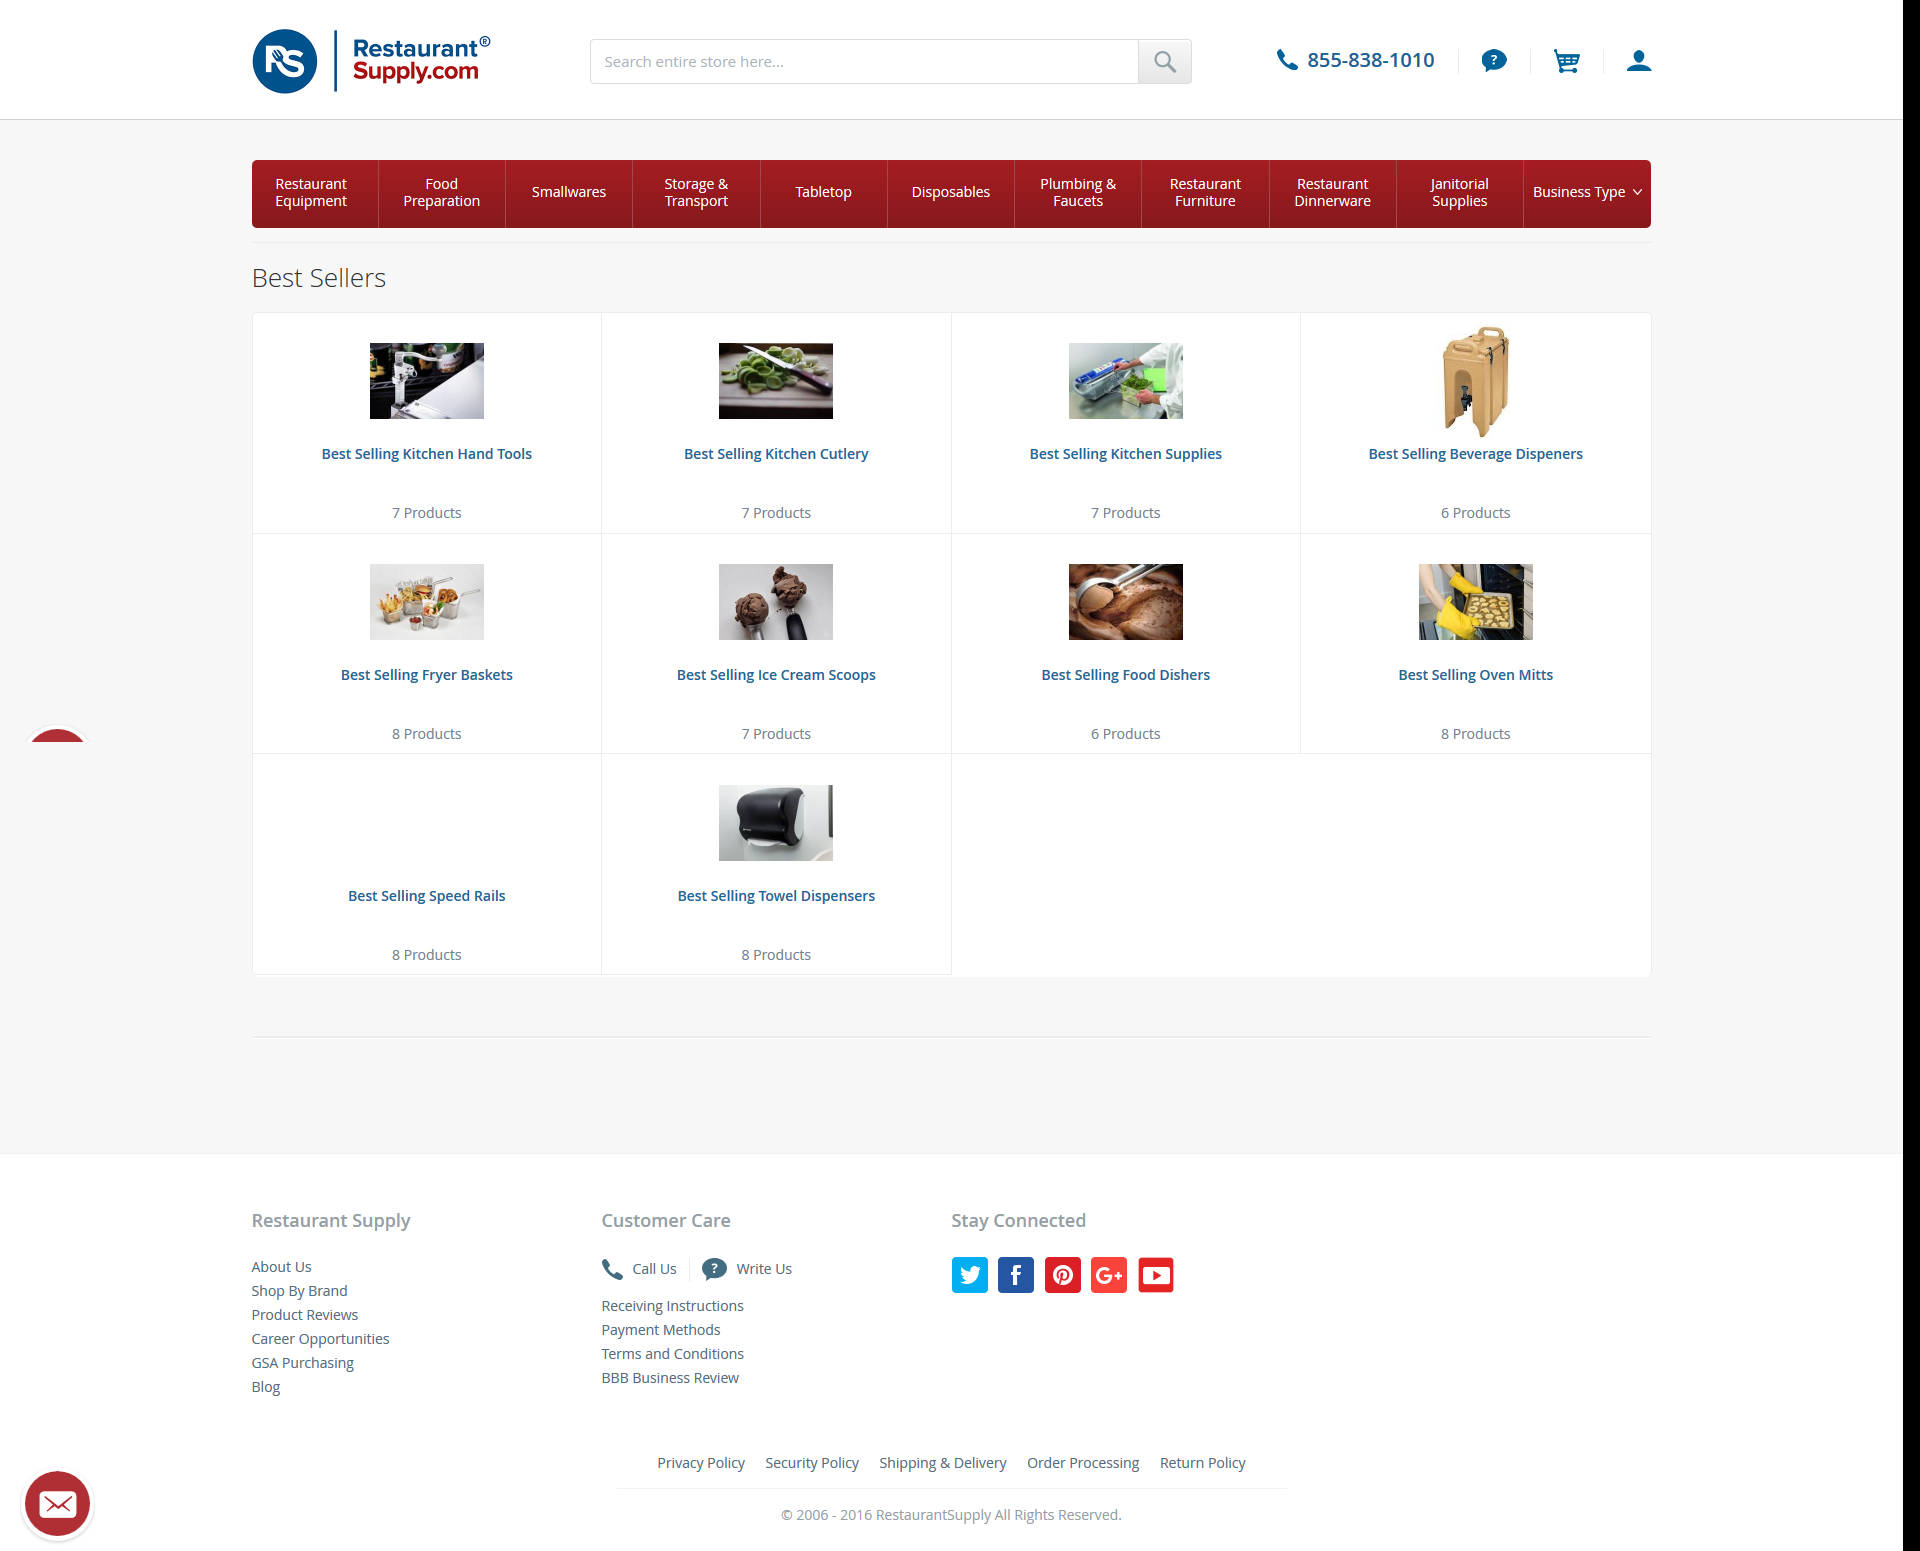 RS
Restaurant®
Supply.com
Search entire store here...
855-838-1010
?
Restaurant
Equipment
Food
Preparation
Smallwares
Storage &
Transport
Tabletop
Disposables
Plumbing &
Faucets
Restaurant
Furniture
Restaurant
Dinnerware
Janitorial
Supplies
Business Type
Best Sellers
Best Selling Kitchen Hand Tools
Best Selling Kitchen Cutlery
Best Selling Kitchen Supplies
Best Selling Beverage Dispeners
7 Products
7 Products
7 Products
6 Products
Best Selling Fryer Baskets
Best Selling Ice Cream Scoops
Best Selling Food Dishers
Best Selling Oven Mitts
8 Products
7 Products
6 Products
8 Products
Best Selling Speed Rails
Best Selling Towel Dispensers
8 Products
8 Products
Restaurant Supply
About Us
Shop By Brand
Product Reviews
Career Opportunities
GSA Purchasing
Blog
Customer Care
Call Us
? Write Us
Receiving Instructions
Payment Methods
Terms and Conditions
BBB Business Review
Stay Connected
f
G+
Privacy Policy Security Policy Shipping & Delivery Order Processing Return Policy
© 2006 - 2016 RestaurantSupply All Rights Reserved.